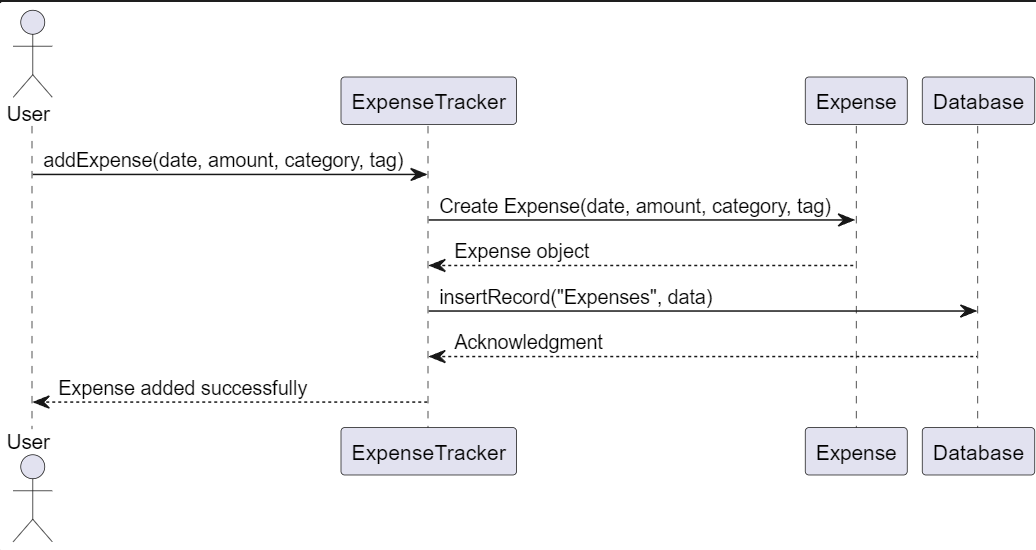 User
ExpenseTracker
Expense
Database
addExpense(date, amount, category, tag)
Create Expense(date, amount, category, tag)
Expense object
insertRecord("Expenses", data)
Acknowledgment
Expense added successfully
User
ExpenseTracker
Expense
Database